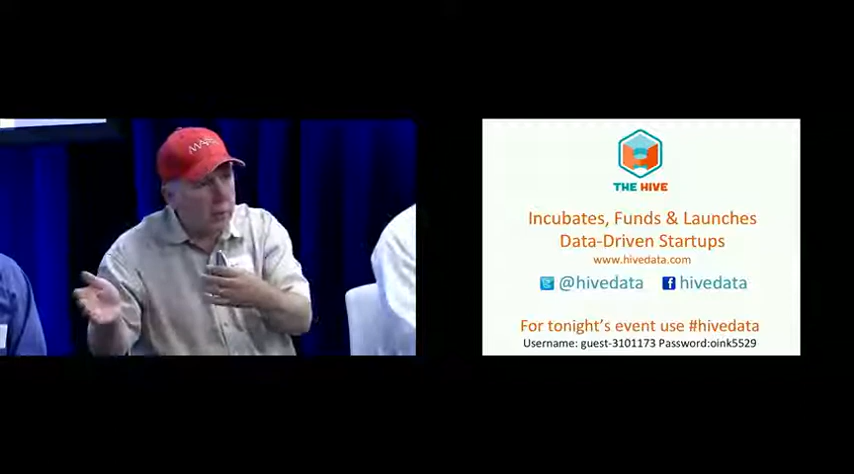 MAPR
THE HIVE
Incubates, Funds & Launches
Data-Driven Startups
www.hivedata.com
@hivedata hivedata
For tonight's event use #hivedata
Username: guest-3101173 Password:oink5529